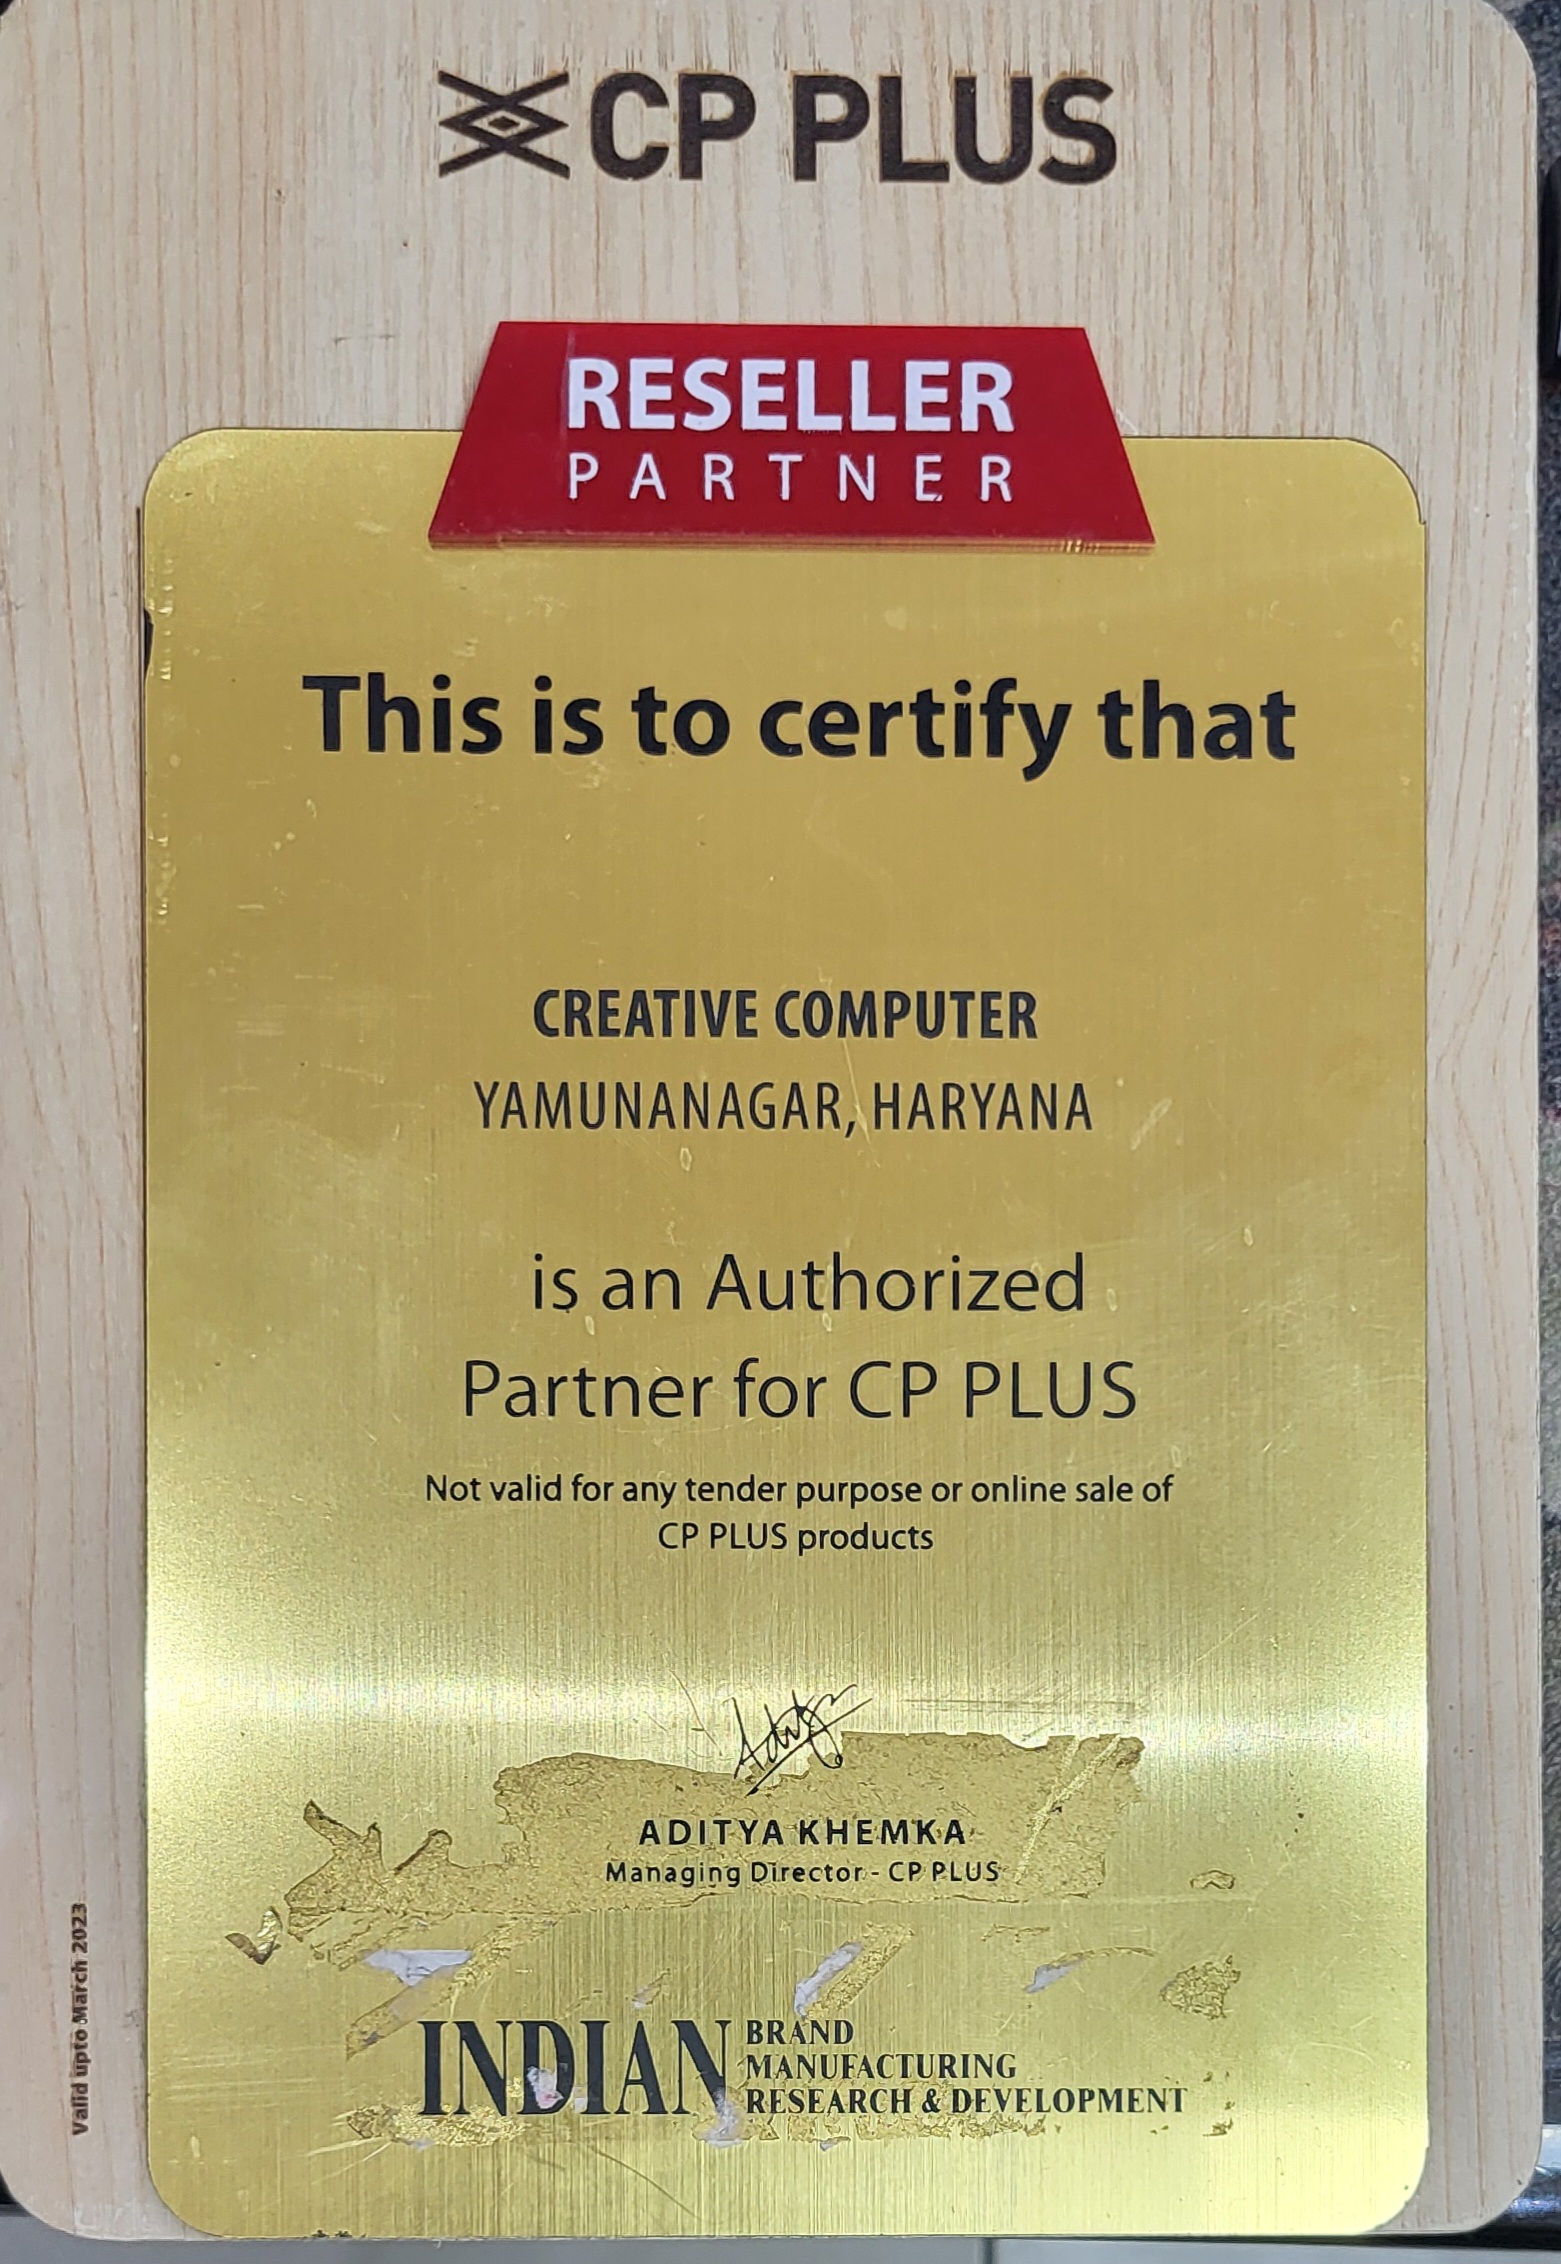 CP PLUS
RESELLER
PARTNER
This is to certify that
CREATIVE COMPUTER
YAMUNANAGAR, HARYANA
is an Authorized
Partner for CP PLUS
Not valid for any tender purpose or online sale of
CP PLUS products
Adity
ADITYA KHEMKA
Managing Director - CP PLUS
INDIAN BRAND
MANUFACTURING
RESEARCH & DEVELOPMENT
Valid upto March 2023